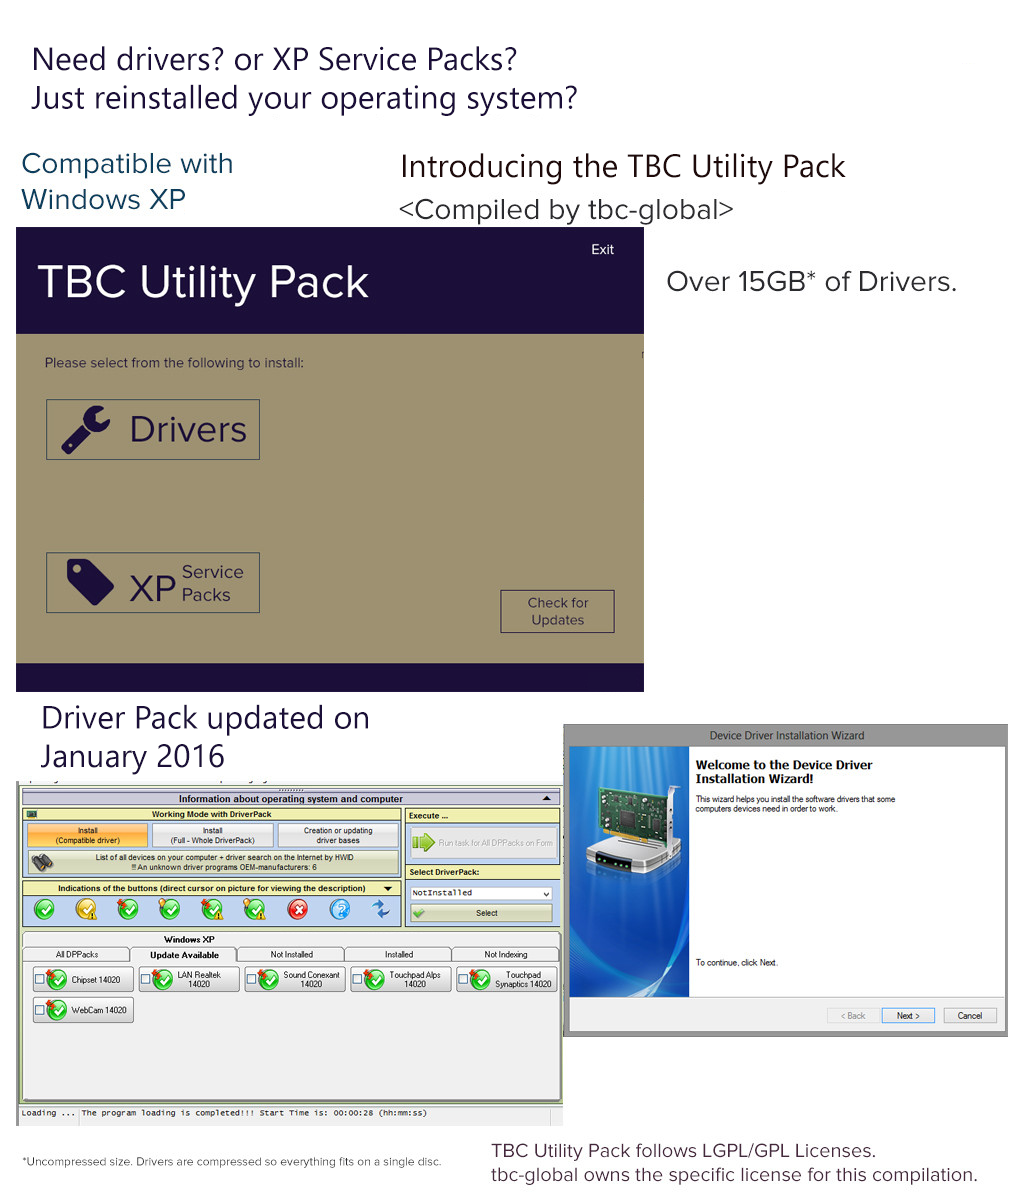 Need drivers? or XP Service Packs?
Just reinstalled your operating system?
Compatible with
Windows XP
Introducing the TBC Utility Pack
<Compiled by tbc-global>
Exit
TBC Utility Pack
Over 15GB* of Drivers.
Please select from the following to install:
Drivers
XP Service
Packs
Check for
Updates
Driver Pack updated on
January 2016
Information about operating system and computer
Working Mode with DriverPack
Install
(Compatible driver)
Install
(Full - Whole DriverPack)
Creation or updating
driver bases
List of all devices on your computer + driver search on the Internet by HWID
!!! An unknown driver programs OEM-manufacturers: 6
Indications of the buttons (direct cursor on picture for viewing the description)
Execute ...
Run task for All DPPacks on Form
Select DriverPack:
NotInstalled
Select
Windows XP
All DPPacks
Update Available
Not Installed
Installed
Not Indexing
Chipset 14020
LAN Realtek
14020
Sound Conexant
14020
Touchpad Alps
14020
Touchpad
Synaptics 14020
WebCam 14020
Loading ... The program loading is completed!!! Start Time is: 00:00:28 (hh:mm:ss)
Device Driver Installation Wizard
Welcome to the Device Driver
Installation Wizard!
This wizard helps you install the software drivers that some
computers devices need in order to work.
To continue, click Next.
< Back
Next >
Cancel
*Uncompressed size. Drivers are compressed so everything fits on a single disc.
TBC Utility Pack follows LGPL/GPL Licenses.
tbc-global owns the specific license for this compilation.